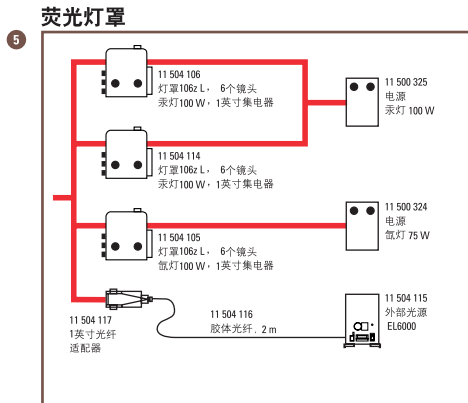 荧光灯罩
5
11 504 106
灯罩106z L， 6个镜头
汞灯100 W，1英寸集电器
11 500 325
电源
汞灯 100 W
11 504 114
灯罩106z L， 6个镜头
汞灯100 W，1英寸集电器
11 500 324
电源
氙灯 75 W
11 504 105
灯罩106z L， 6个镜头
氙灯100 W，1英寸集电器
11 504 117
1英寸光纤
适配器
11 504 116
胶体光纤，2 m
11 504 115
外部光源
EL6000